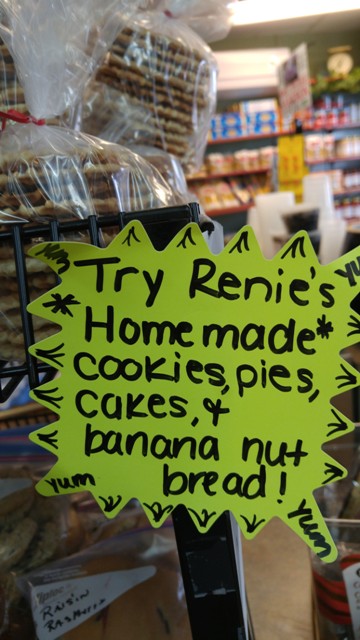 Yum
Try Renie's
*Homemade*
cookies, pies,
cakes, &
banana nut
bread!
Yum
Yum
RAISIN